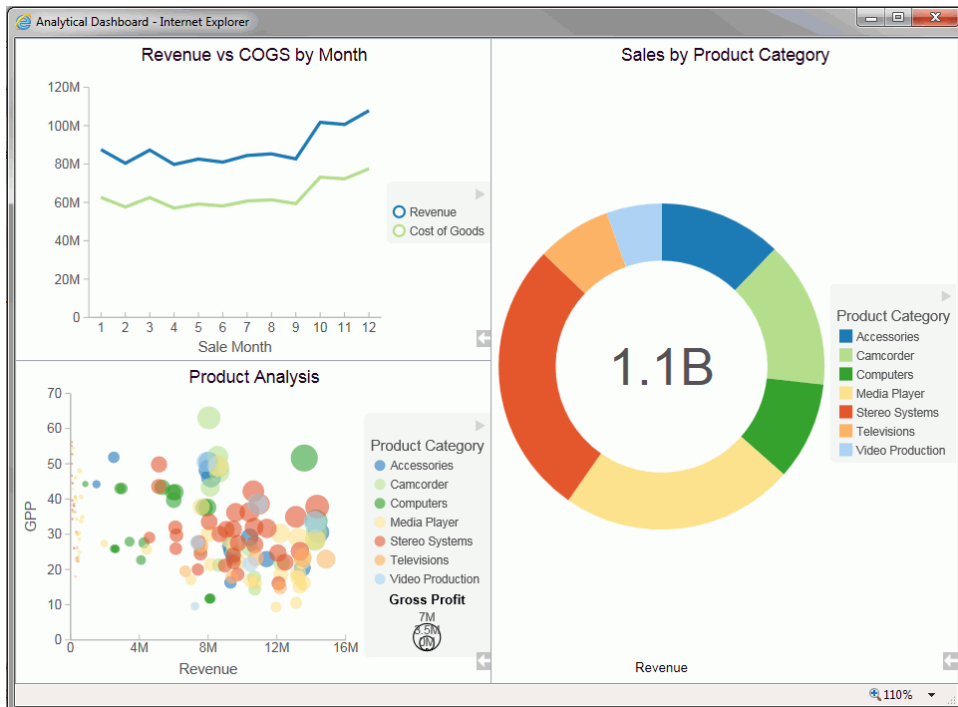 Analytical Dashboard - Internet Explorer
Revenue vs COGS by Month
120M
100M
80M
60M
40M
20M
0
1 2 3 4 5 6 7 8 9 10 11 12
Sale Month
Revenue
Cost of Goods
Product Analysis
70
60
50
40
30
20
10
0
GPP
0 4M 8M 12M 16M
Revenue
Product Category
Accessories
Camcorder
Computers
Media Player
Stereo Systems
Televisions
Video Production
Gross Profit
7M
3.5M
0M
Sales by Product Category
1.1B
Product Category
Accessories
Camcorder
Computers
Media Player
Stereo Systems
Televisions
Video Production
Revenue
110%